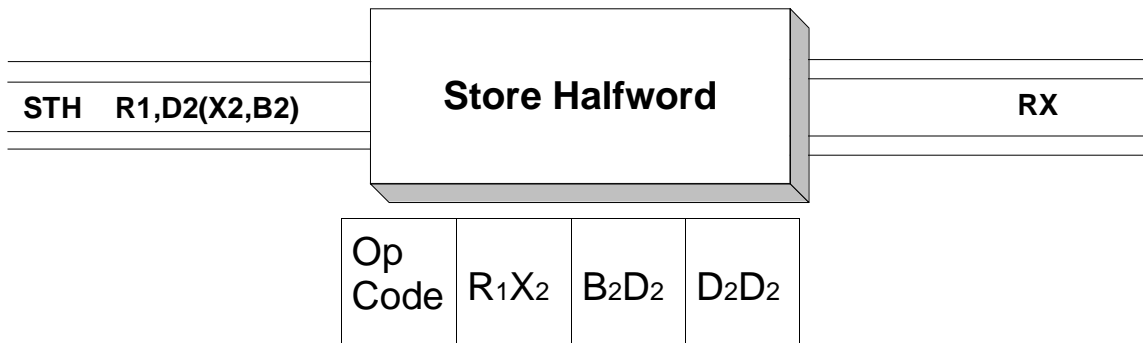 Store Halfword
STH R1,D2(X2,B2)
RX
Op
Code
R1X2
B2D2
D2D2